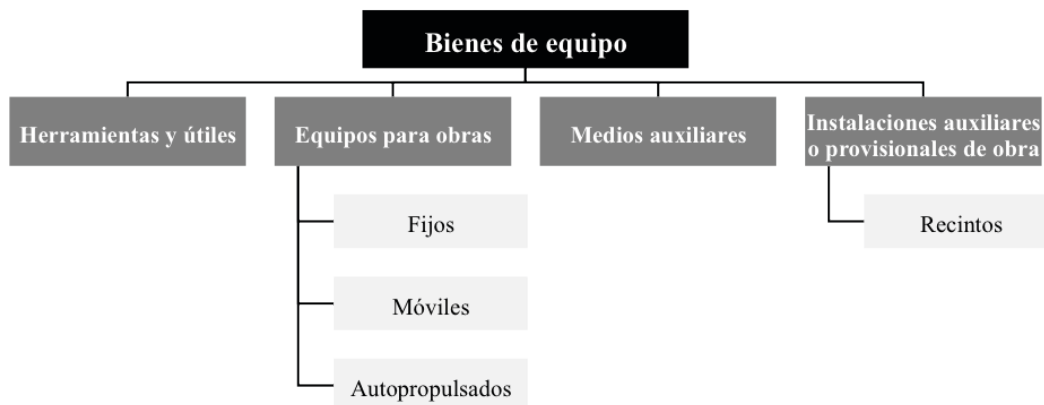 Bienes de equipo
Herramientas y útiles
Equipos para obras
Medios auxiliares
Instalaciones auxiliares
o provisionales de obra
Fijos
Recintos
Móviles
Autopropulsados